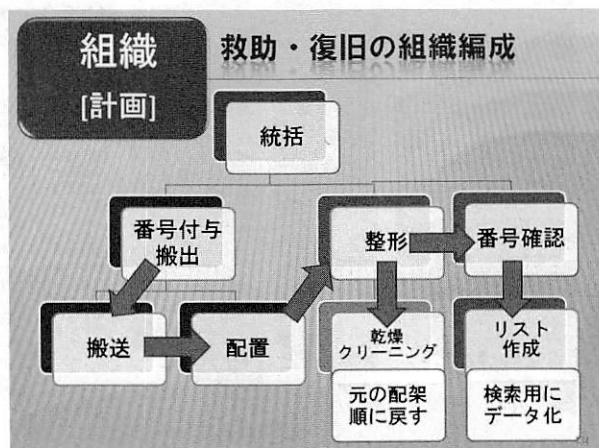 組織
[計画]
救助・復旧の組織編成
統括
番号付与
搬出
整形
番号確認
搬送
配置
乾燥
クリーニング
リスト
作成
元の配架
順に戻す
検索用に
データ化